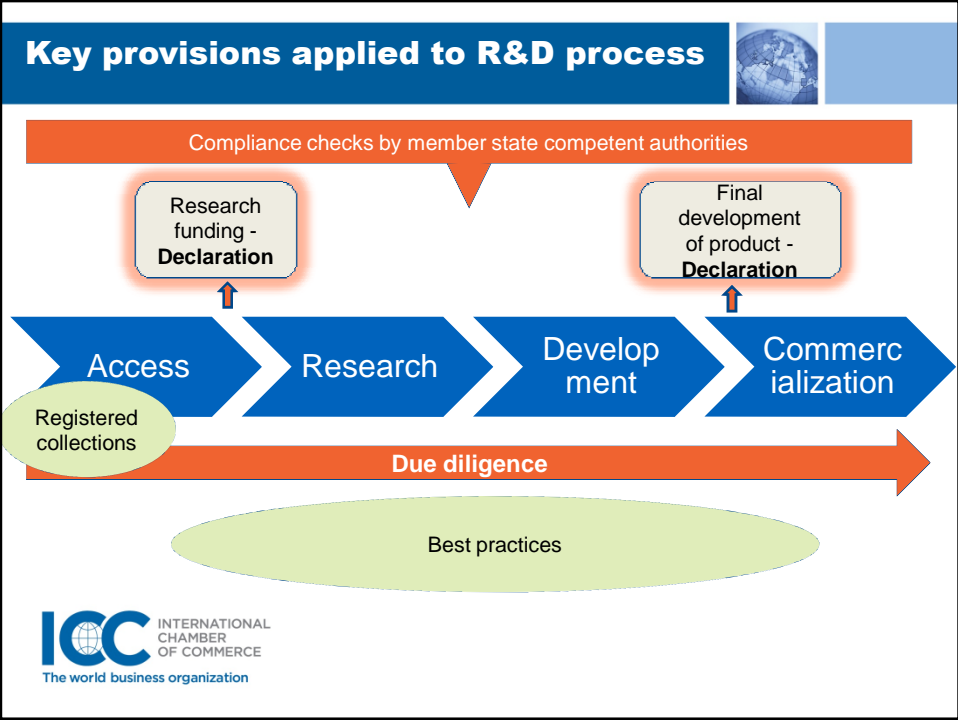 Key provisions applied to R&D process
Compliance checks by member state competent authorities
Research
funding -
Declaration
Final
development
of product -
Declaration
Access
Research
Develop
ment
Commerc
ialization
Registered
collections
Due diligence
Best practices
ICC
INTERNATIONAL
CHAMBER
OF COMMERCE
The world business organization